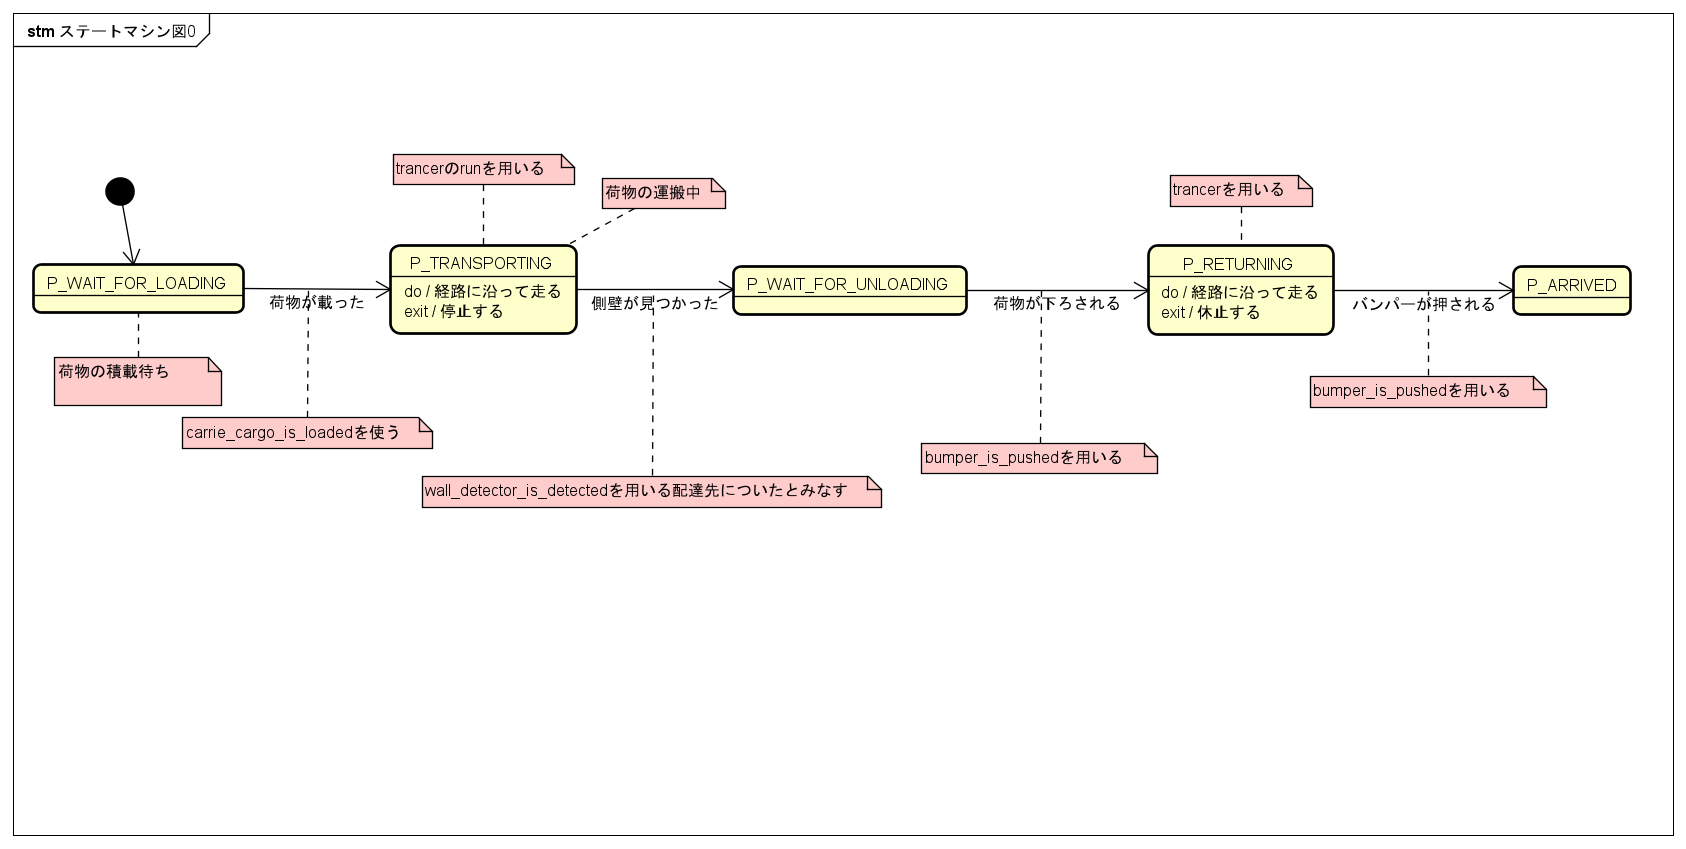 stm ステートマシン図0
trancerのrunを用いる
荷物の運搬中
trancerを用いる
P_WAIT_FOR_LOADING
P_TRANSPORTING
do / 経路に沿って走る
exit / 停止する
P_WAIT_FOR_UNLOADING
P_RETURNING
do / 経路に沿って走る
exit / 休止する
P_ARRIVED
荷物が載った
側壁が見つかった
荷物が下ろされる
バンパーが押される
荷物の積載待ち
carrie_cargo_is_loadedを使う
wall_detector_is_detectedを用いる配達先についたとみなす
bumper_is_pushedを用いる
bumper_is_pushedを用いる